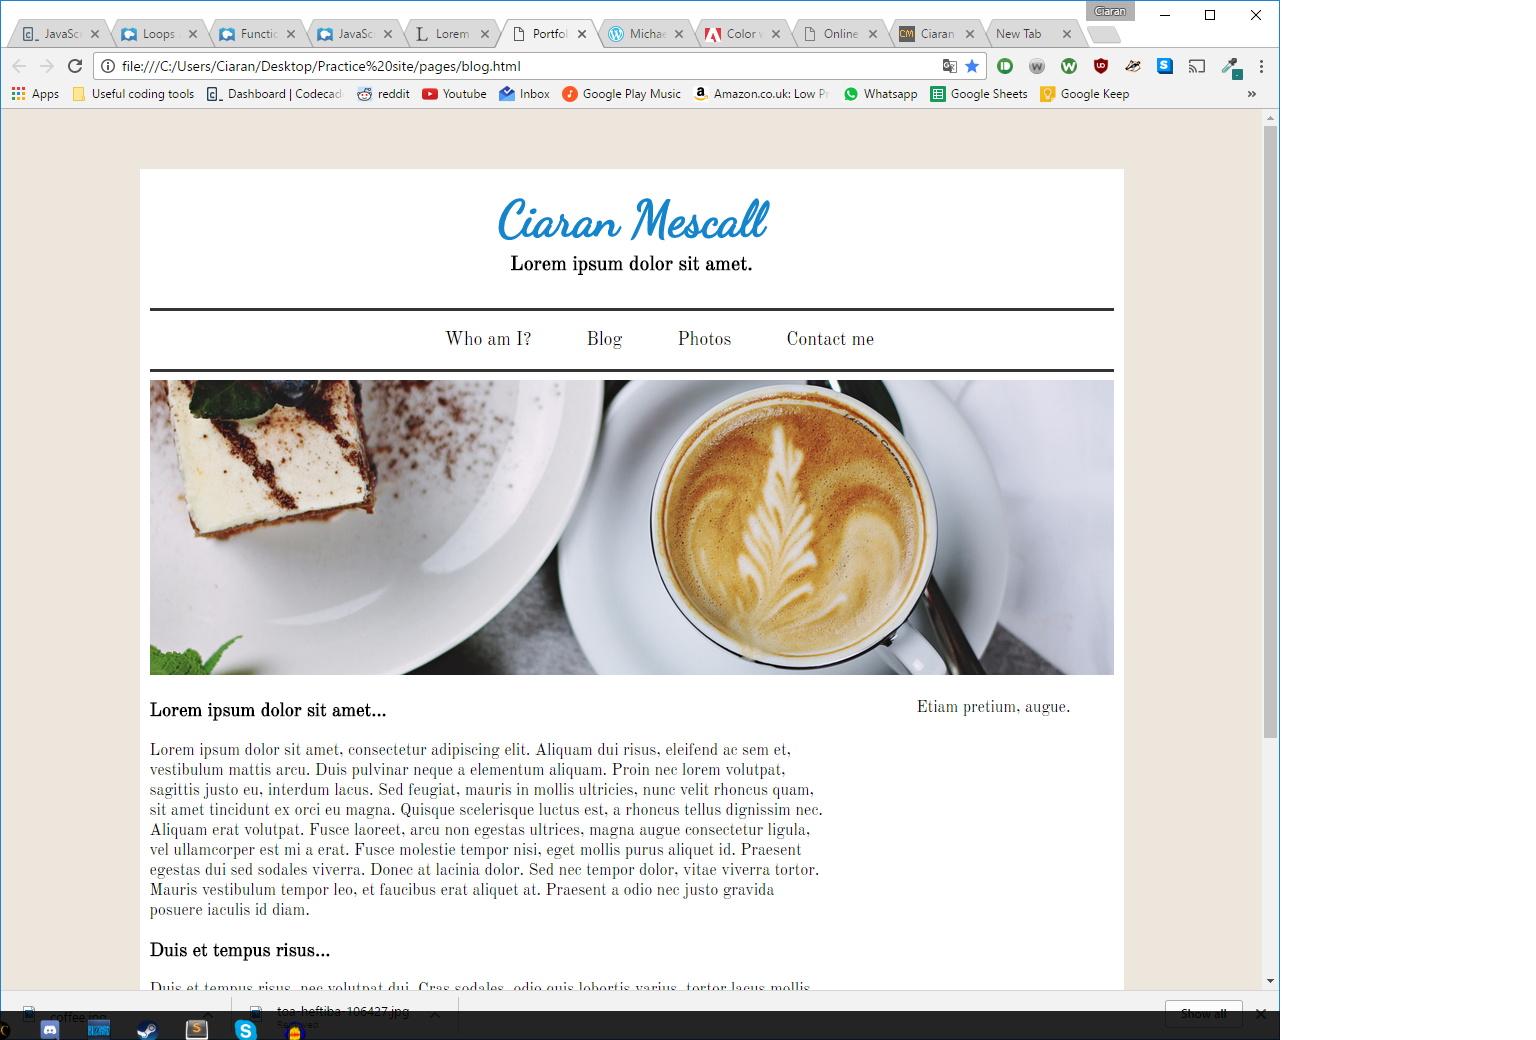 Ciaran
JavaSc
Loops
Functio
JavaSc
Lorem
Portfol
Michae
Color
Online
Ciaran
New Tab
file:///C:/Users/Ciaran/Desktop/Practice%20site/pages/blog.html
Apps
Useful coding tools
Dashboard | Codecad
reddit
Youtube
Inbox
Google Play Music
Amazon.co.uk: Low Pr
Whatsapp
Google Sheets
Google Keep
»
Ciaran Mescall
Lorem ipsum dolor sit amet.
Who am I?
Blog
Photos
Contact me
Lorem ipsum dolor sit amet...
Etiam pretium, augue.
Lorem ipsum dolor sit amet, consectetur adipiscing elit. Aliquam dui risus, eleifend ac sem et,
vestibulum mattis arcu. Duis pulvinar neque a elementum aliquam. Proin nec lorem volutpat,
sagittis justo eu, interdum lacus. Sed feugiat, mauris in mollis ultricies, nunc velit rhoncus quam,
sit amet tincidunt ex orci eu magna. Quisque scelerisque luctus est, a rhoncus tellus dignissim nec.
Aliquam erat volutpat. Fusce laoreet, arcu non egestas ultrices, magna augue consectetur ligula,
vel ullamcorper est mi a erat. Fusce molestie tempor nisi, eget mollis purus aliquet id. Praesent
egestas dui sed sodales viverra. Donec at lacinia dolor. Sed nec tempor dolor, vitae viverra tortor.
Mauris vestibulum tempor leo, et faucibus erat aliquet at. Praesent a odio nec justo gravida
posuere iaculis id diam.
Duis et tempus risus...
Duis et tempus risus, nec volutpat dui. Cras sodales, odio quis lobortis varius, tortor lacus mollis
coffee.jpg
toa-heftiba-106427.jpg
Show all